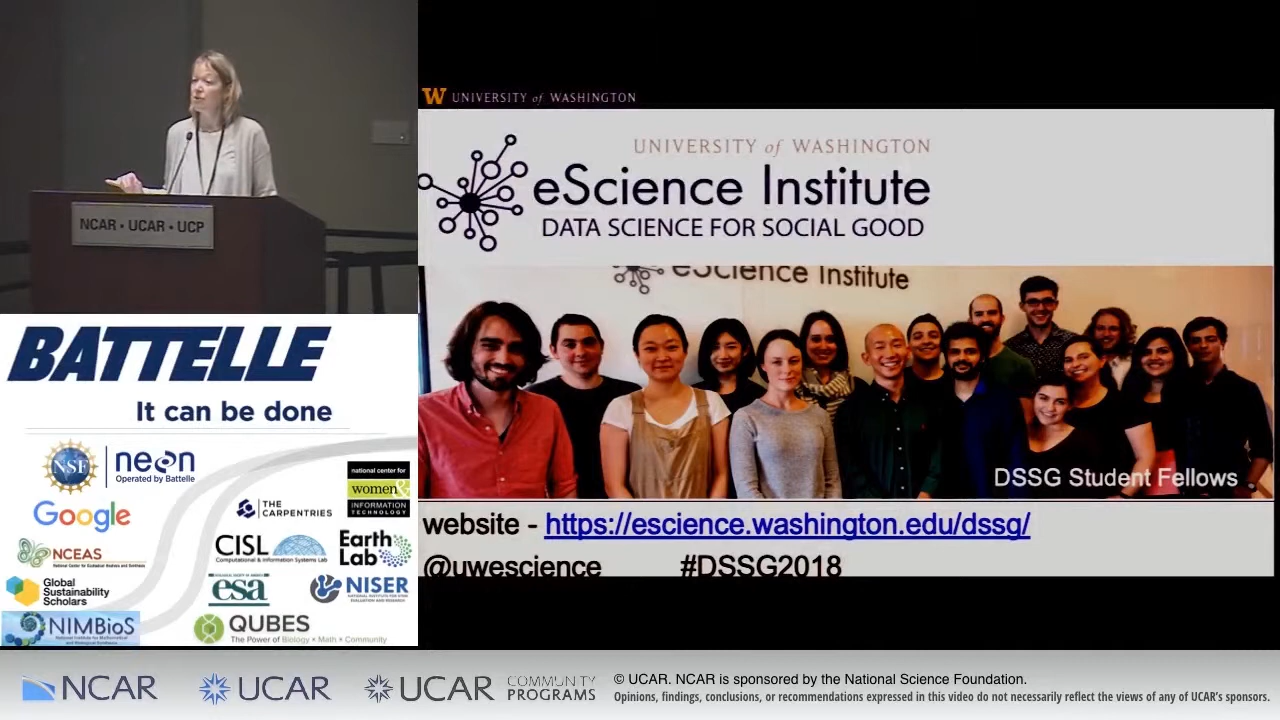 NCAR • UCAR • UCP
W UNIVERSITY of WASHINGTON
UNIVERSITY of WASHINGTON
eScience Institute
DATA SCIENCE FOR SOCIAL GOOD
eScience Institute
DSSG Student Fellows
website - https://escience.washington.edu/dssg/
@uwescience #DSSG2018
BATTELLE
It can be done
NSF
neon
Operated by Battelle
national center for
women&
INFORMATION
TECHNOLOGY
Google
THE
CARPENTRIES
NCEAS
CISL
Computational & Information Systems Lab
Earth
Lab
Global
Sustainability
Scholars
esa
NISER
NIMBioS
QUBES
The Power of Biology • Math • Community
NCAR
UCAR
UCAR
COMMUNITY
PROGRAMS
© UCAR. NCAR is sponsored by the National Science Foundation.
Opinions, findings, conclusions, or recommendations expressed in this video do not necessarily reflect the views of any of UCAR's sponsors.